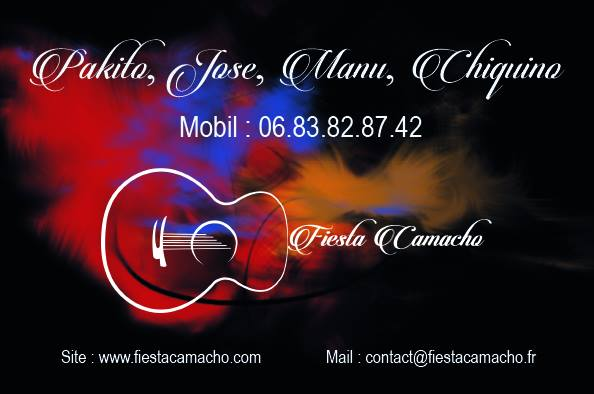 Pakito, Jose, Manu, Chiquino
Mobil : 06.83.82.87.42
Fiesta Camacho
Site : www.fiestacamacho.com
Mail : contact@fiestacamacho.fr